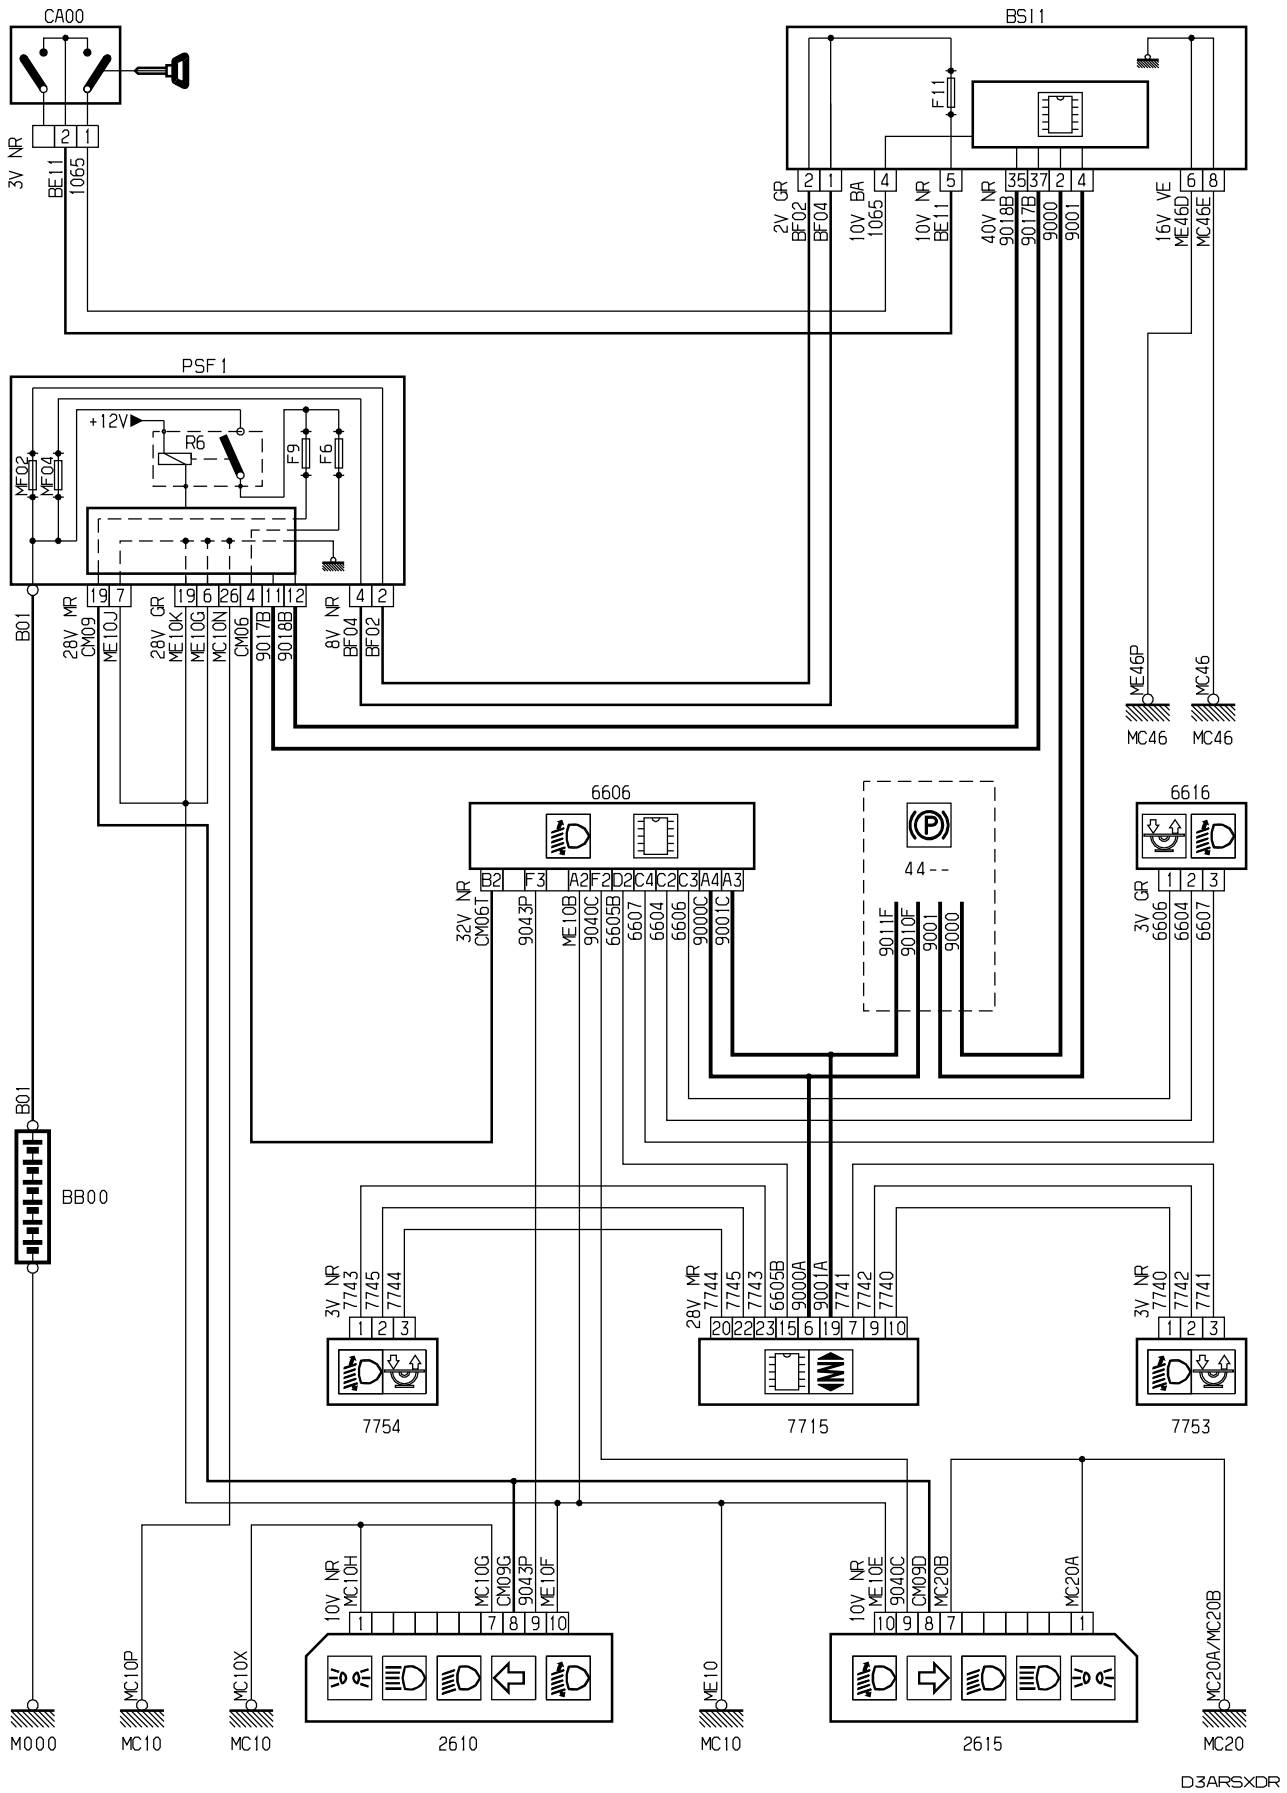 CA00
BSI1
F11
2 1
3V NR
BE11
1065
2 1 4 5 35 37 2 4 6 8
2V GR
BF02
BF04
10V BA
1065
10V NR
BE11
40V NR
9018B
9017B
9000
9001
16V VE
ME46D
MC46E
PSF1
+12V
R6
MF02
MF04
F9
F6
19 7 19 6 26 4 11 12 4 2
B01
28V MR
CM09
ME10J
28V GR
ME10K
ME10G
MC10N
CM06
9017B
9018B
8V NR
BF04
BF02
ME46P
MC46
MC46
MC46
6606
6616
P
44--
B2 F3 A2 F2 D2 C4 C2 C3 A4 A3
1 2 3
32V NR
CM06T
9043P
ME10B
9040C
6605B
6607
6604
6606
9000C
9001C
9011F
9010F
9001
9000
3V GR
6606
6604
6607
B01
BB00
3V NR
7743
7745
7744
28V MR
7744
7745
7743
6605B
9000A
9001A
7741
7742
7740
3V NR
7740
7742
7741
1 2 3
20 22 23 15 6 19 7 9 10
1 2 3
7754
7715
7753
10V NR
MC10H
MC10G
CM09G
9043P
ME10F
10V NR
ME10E
9040C
CM09D
MC20B
MC20A
1 7 8 9 10
10 9 8 7 1
MC10P
MC10X
ME10
MC20A/MC20B
M000
MC10
MC10
2610
MC10
2615
MC20
D3ARSXDR